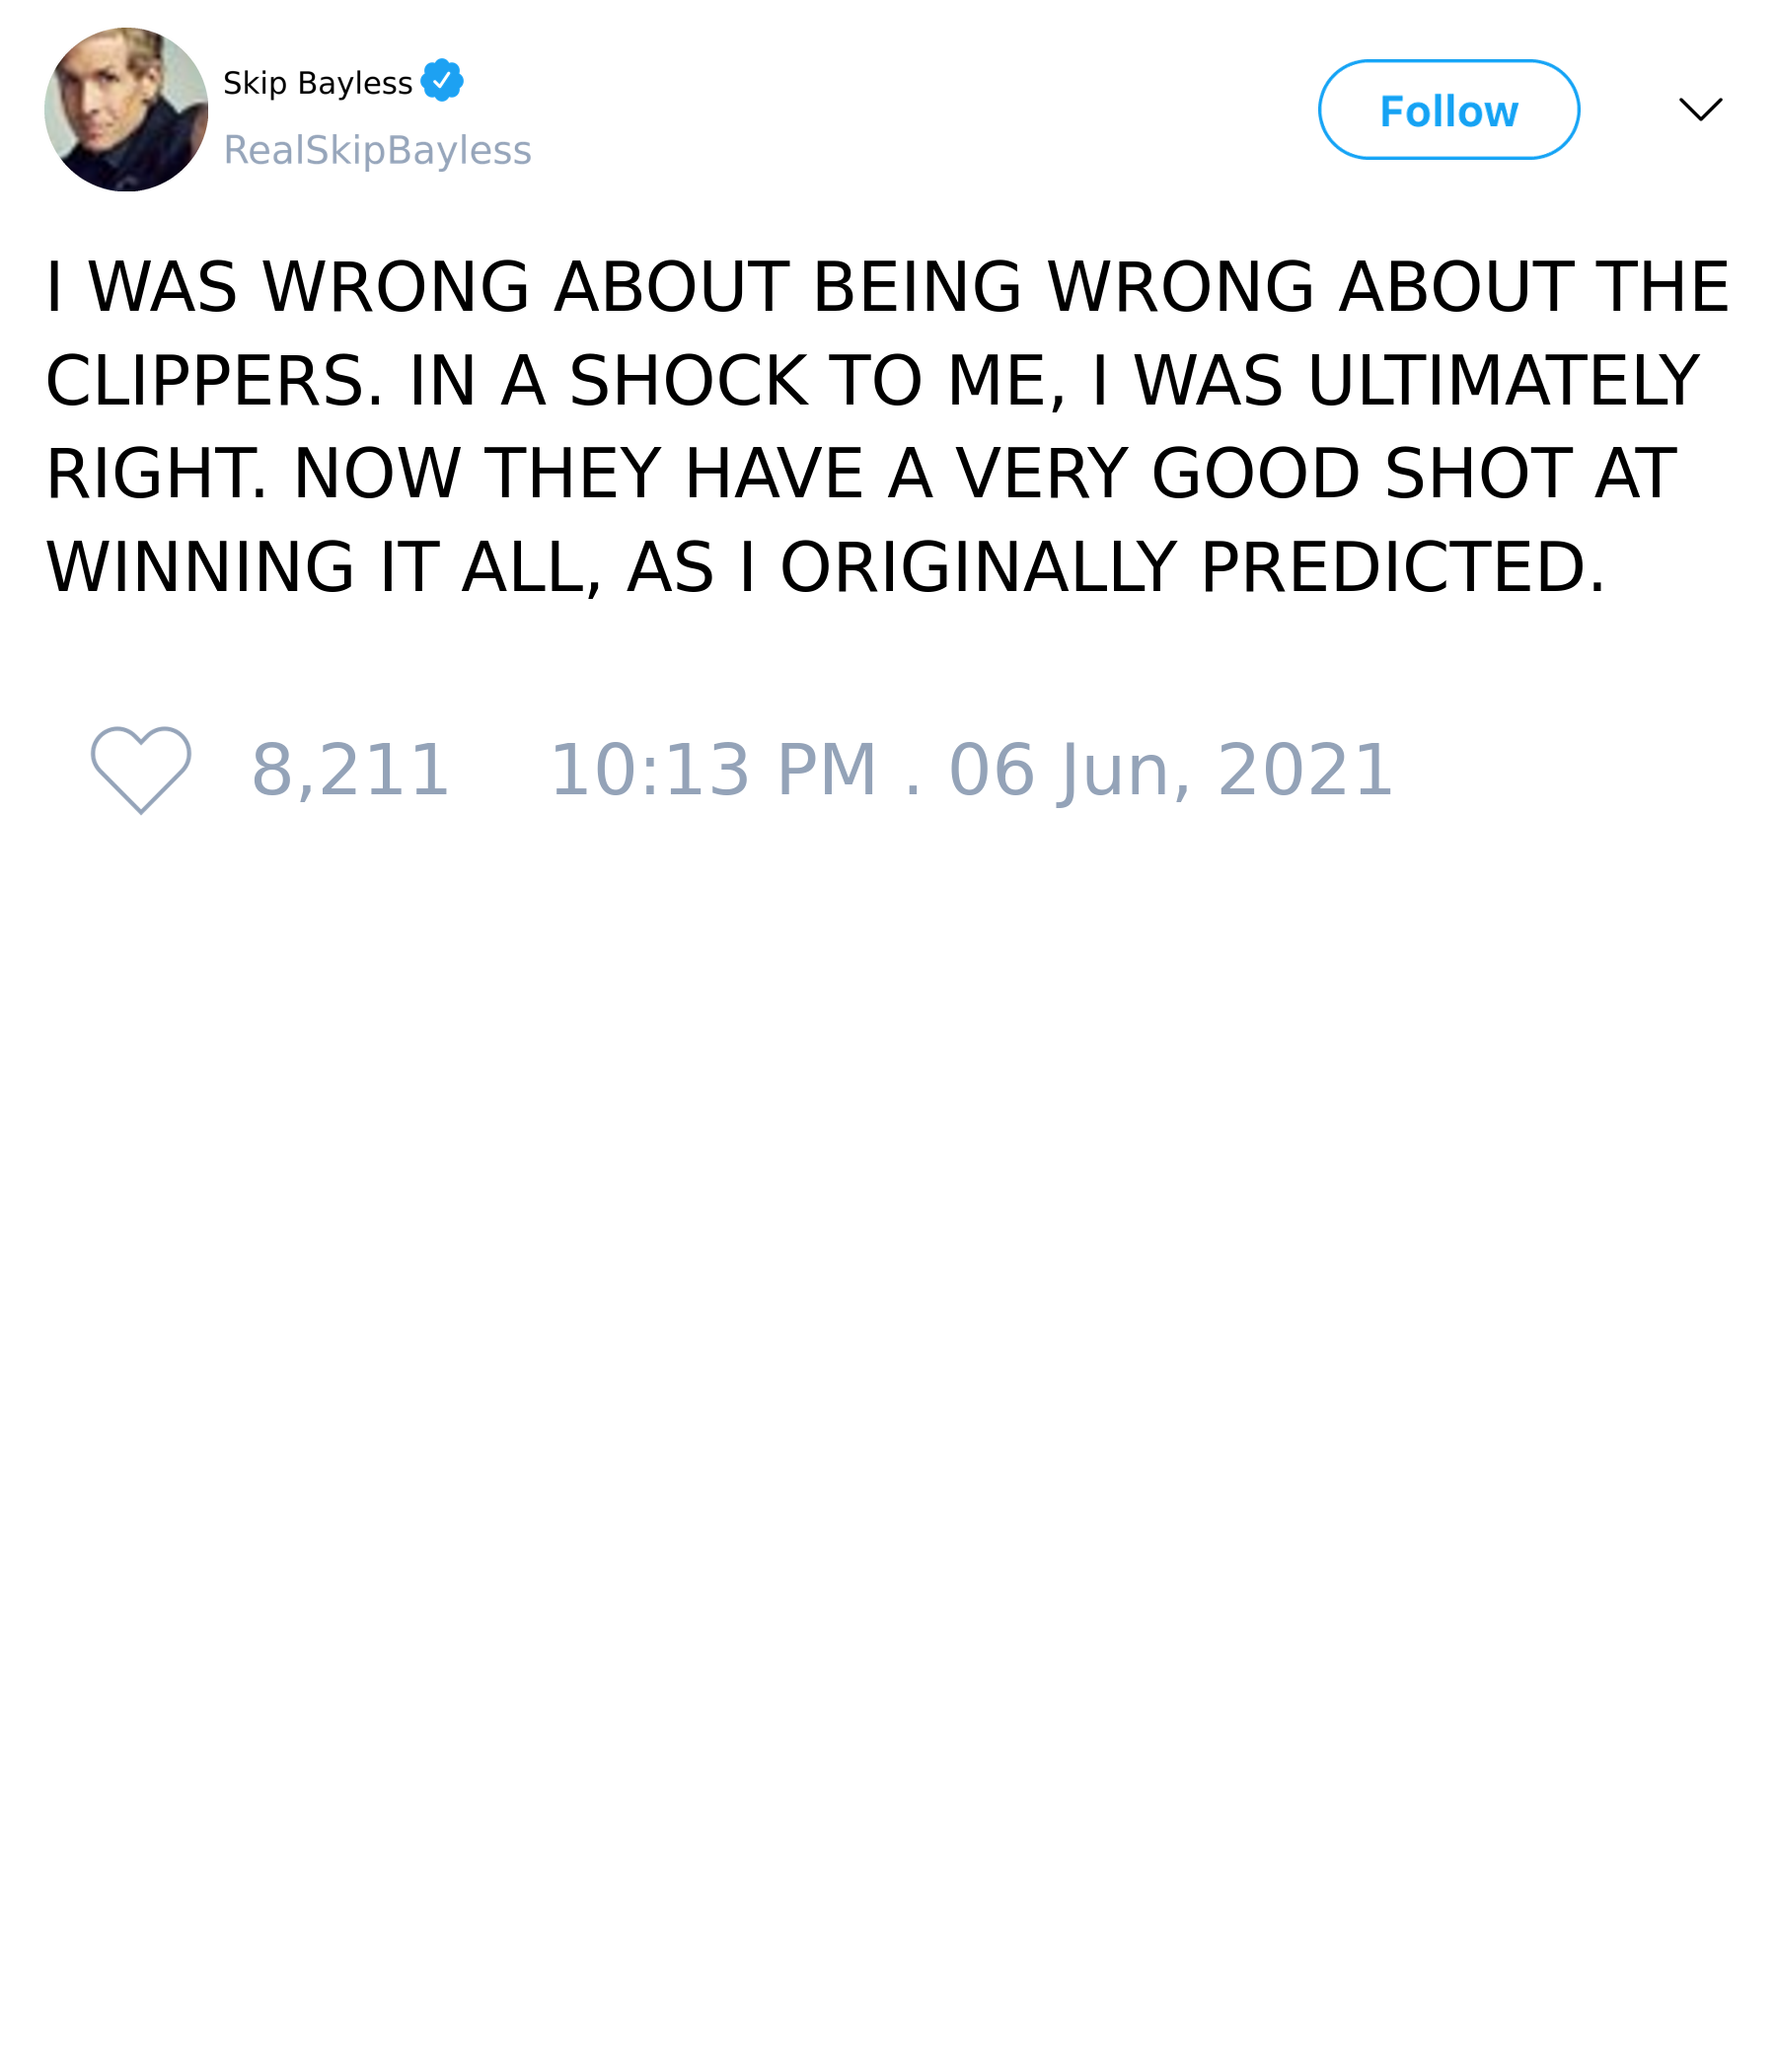 Skip Bayless
RealSkipBayless
Follow
I WAS WRONG ABOUT BEING WRONG ABOUT THE
CLIPPERS. IN A SHOCK TO ME, I WAS ULTIMATELY
RIGHT. NOW THEY HAVE A VERY GOOD SHOT AT
WINNING IT ALL, AS I ORIGINALLY PREDICTED.
8,211 10:13 PM . 06 Jun, 2021